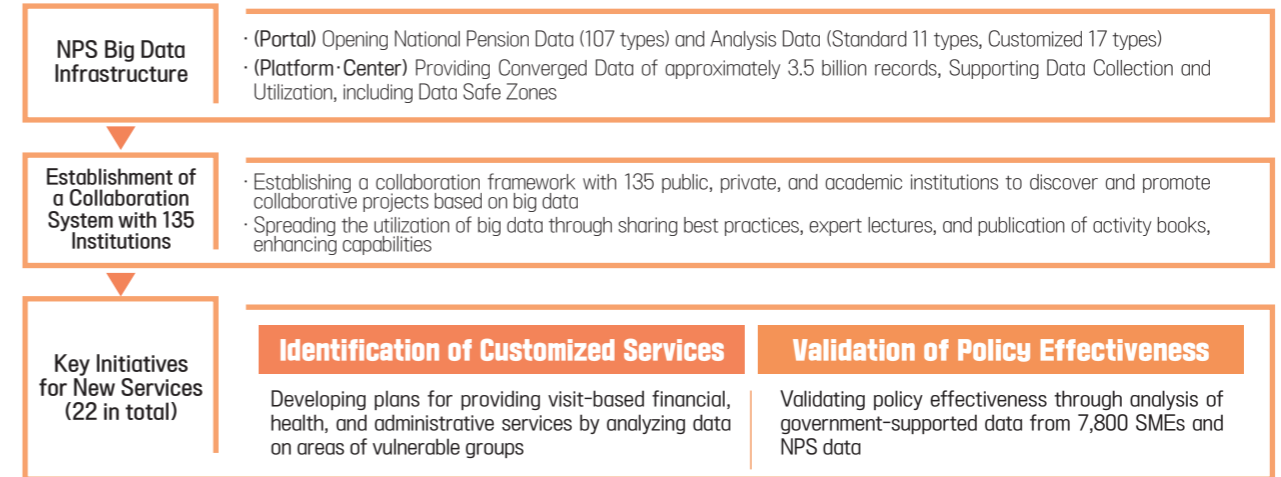 NPS Big Data
Infrastructure
· (Portal) Opening National Pension Data (107 types) and Analysis Data (Standard 11 types, Customized 17 types)
· (Platform·Center) Providing Converged Data of approximately 3.5 billion records, Supporting Data Collection and
Utilization, including Data Safe Zones
Establishment of
a Collaboration
System with 135
Institutions
· Establishing a collaboration framework with 135 public, private, and academic institutions to discover and promote
collaborative projects based on big data
· Spreading the utilization of big data through sharing best practices, expert lectures, and publication of activity books,
enhancing capabilities
Key Initiatives
for New Services
(22 in total)
Identification of Customized Services
Developing plans for providing visit-based financial,
health, and administrative services by analyzing data
on areas of vulnerable groups
Validation of Policy Effectiveness
Validating policy effectiveness through analysis of
government-supported data from 7,800 SMEs and
NPS data